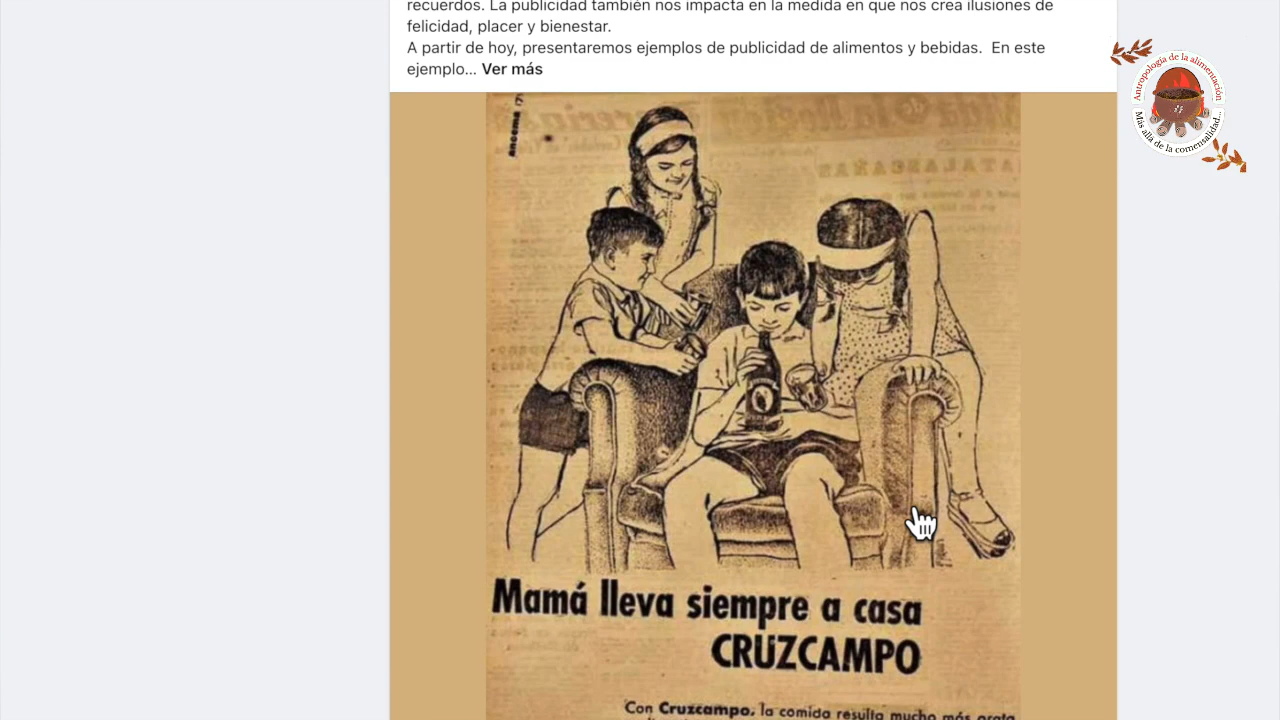 recuerdos. La publicidad también nos impacta en la medida en que nos crea ilusiones de
felicidad, placer y bienestar.
A partir de hoy, presentaremos ejemplos de publicidad de alimentos y bebidas.  En este
ejemplo... Ver más
Antropología de la alimentación
Más allá de la comensalidad...
Mamá lleva siempre a casa
CRUZCAMPO
Con Cruzcampo, la comida resulta mucho más grata